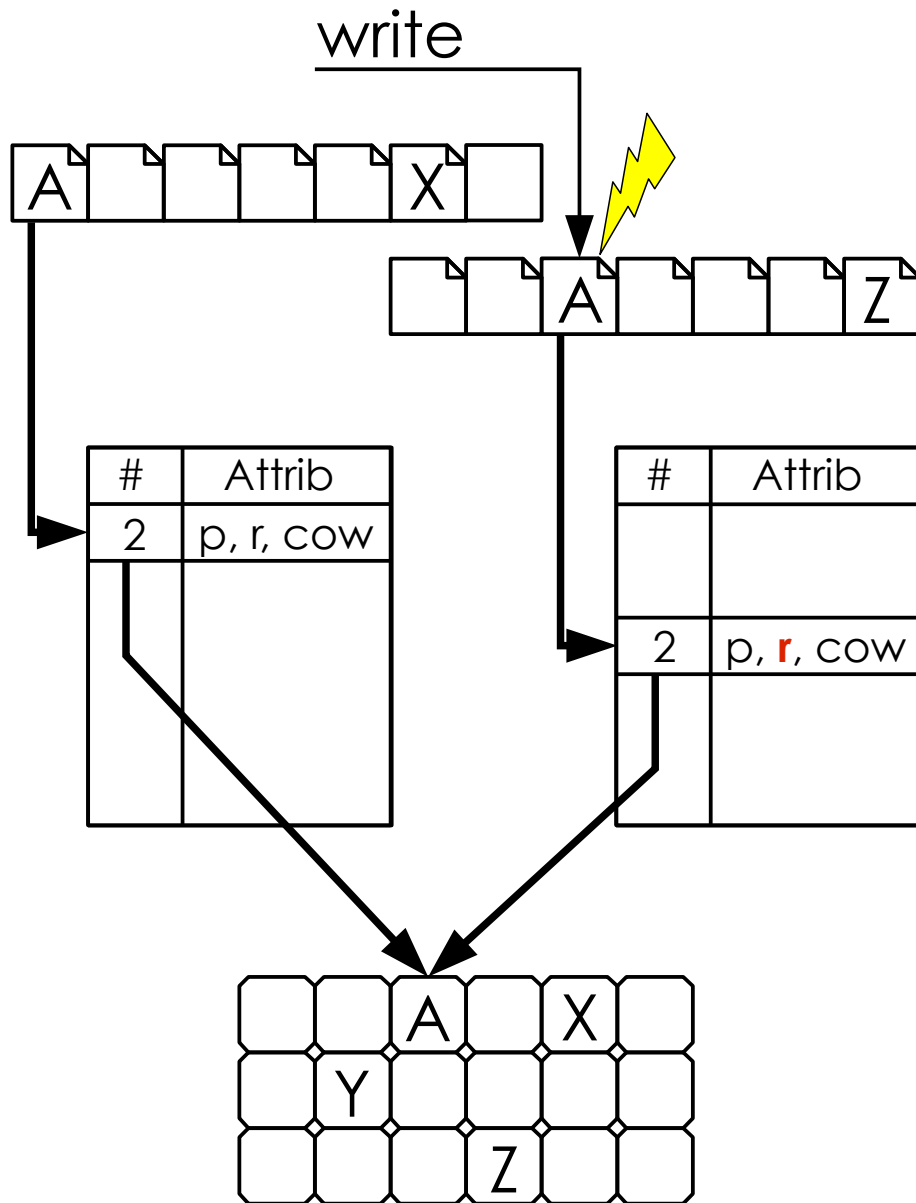 write
A X
A Z
# Attrib
2 p, r, cow
# Attrib
2 p, r, cow
A X
Y
Z